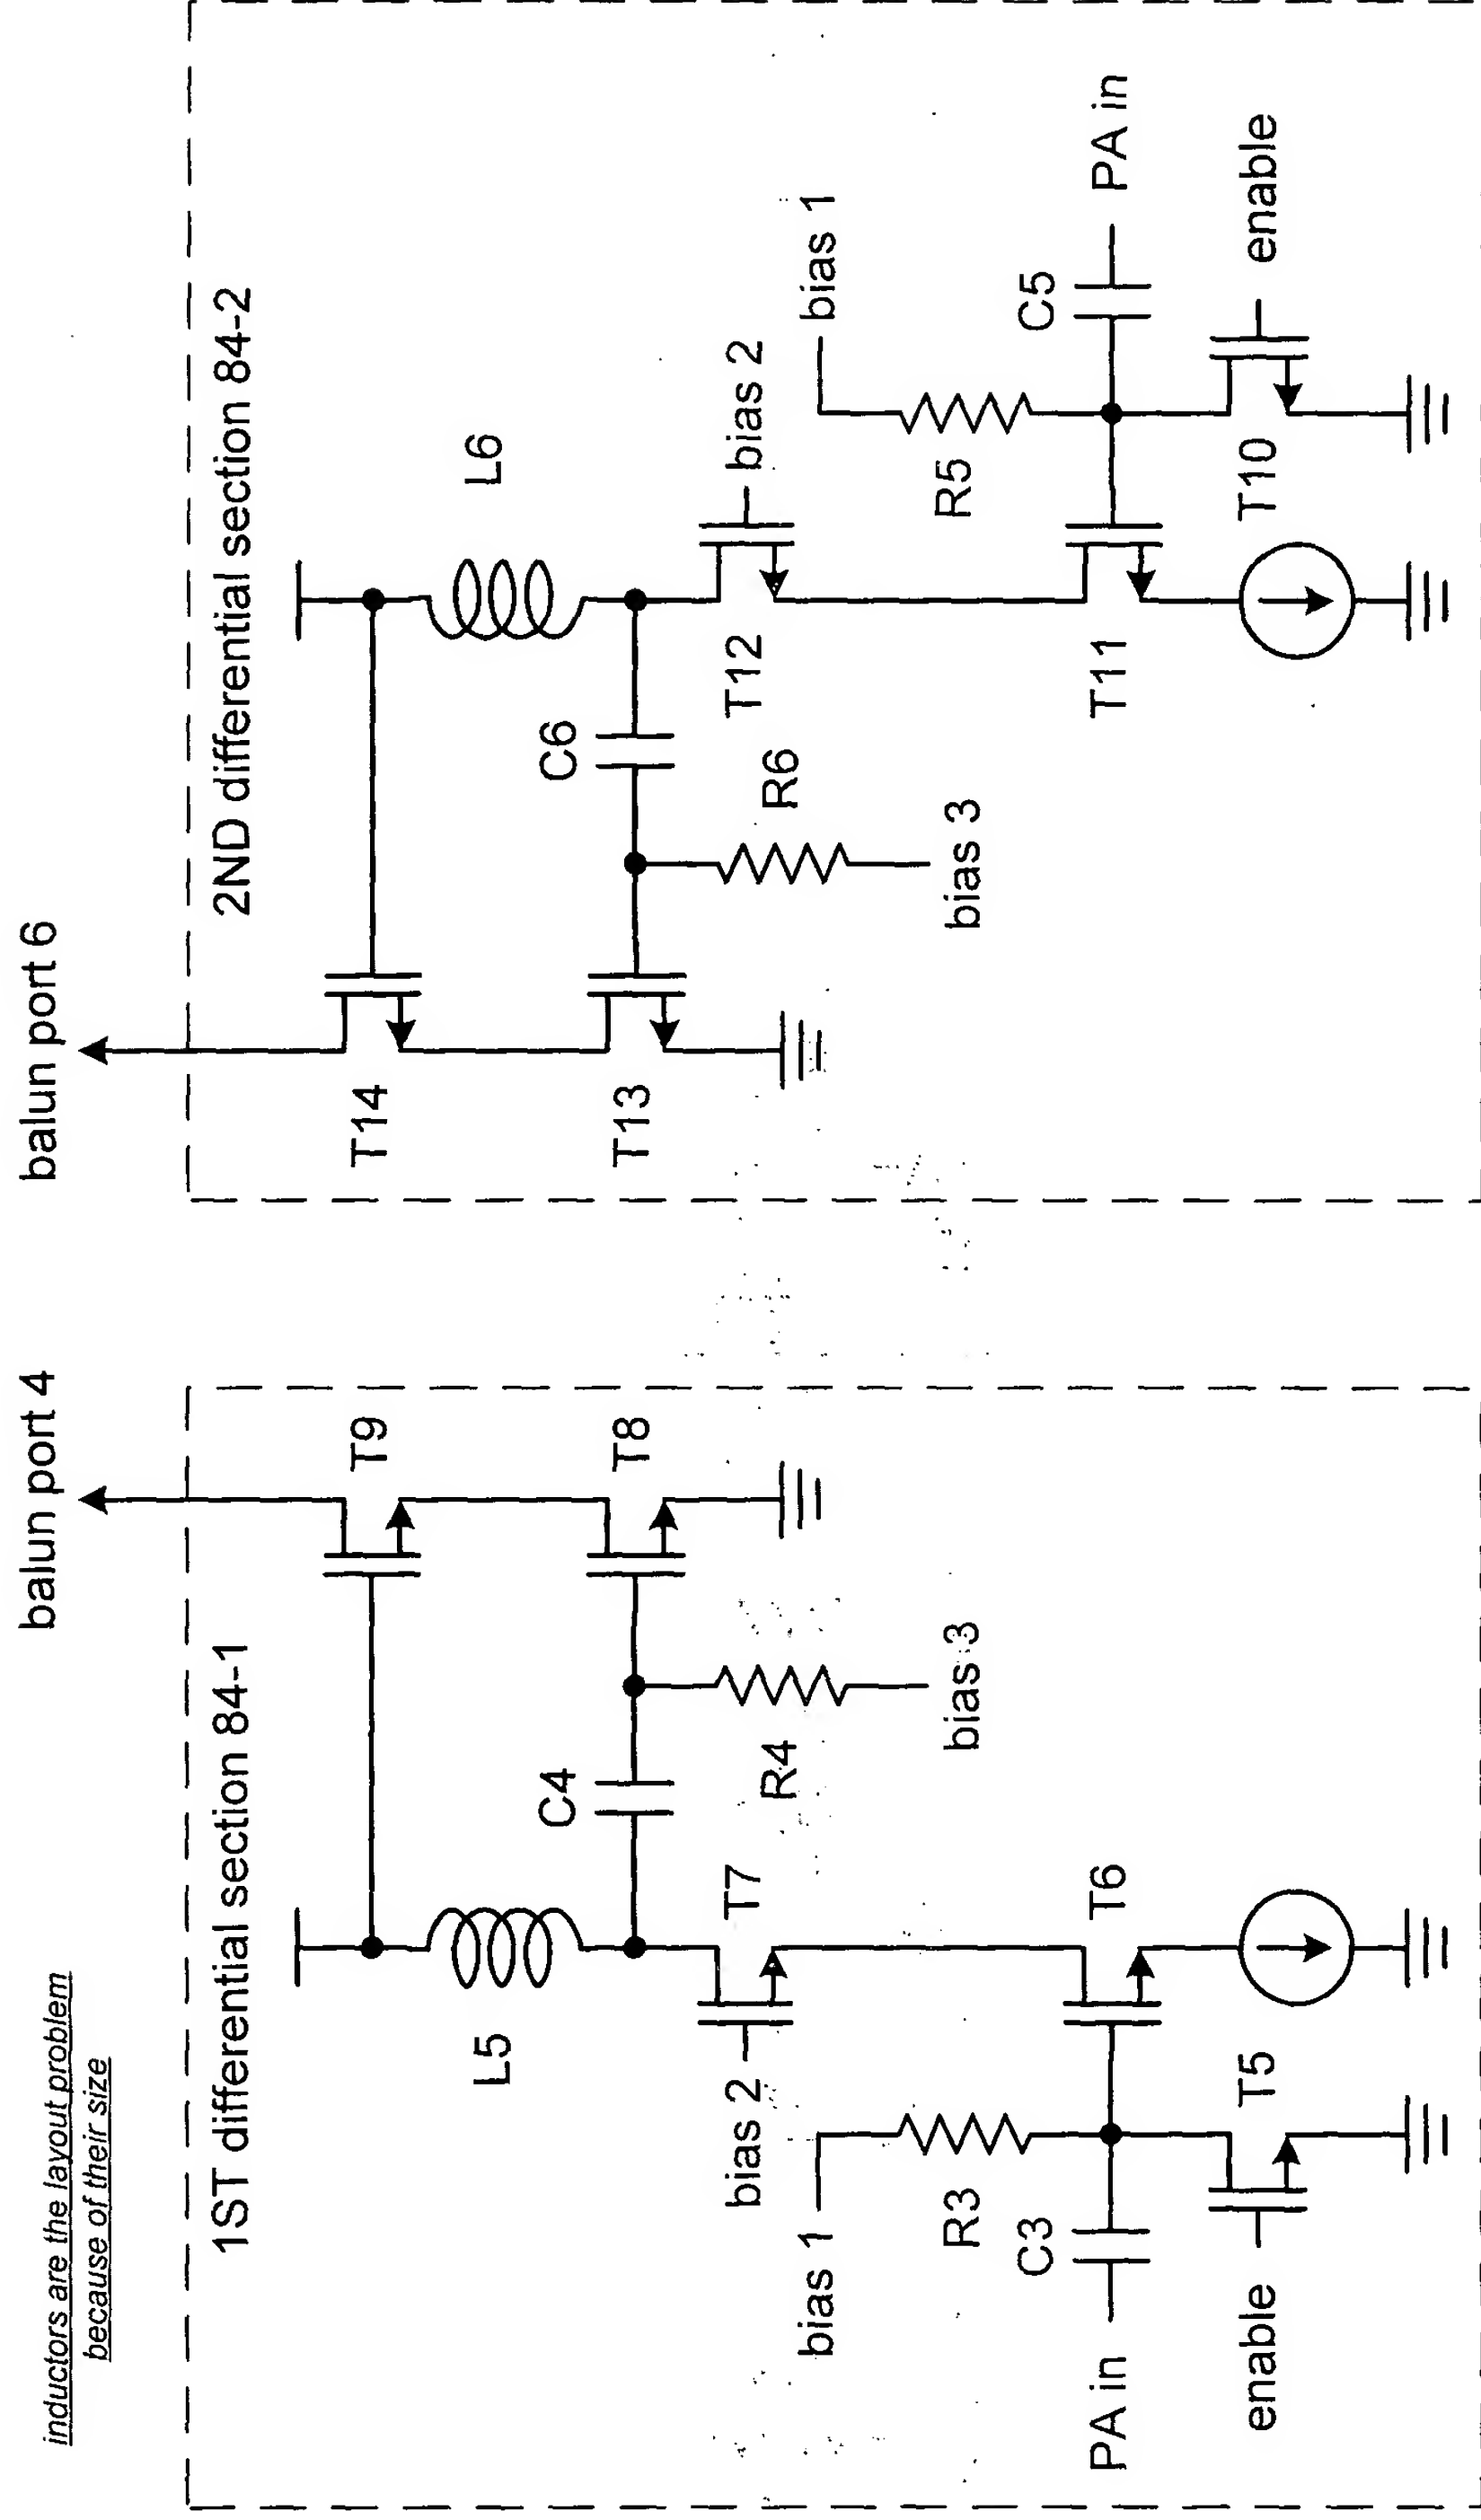 inductors are the layout problem
because of their size
balun port 4
1ST differential section 84-1
L5
T9
C4
T8
R4
bias 3
bias 2
T7
bias 1
R3
C3
PA in
T6
enable
T5
balun port 6
2ND differential section 84-2
T14
L6
C6
T13
R6
bias 3
T12
bias 2
bias 1
R5
C5
PA in
T11
T10
enable